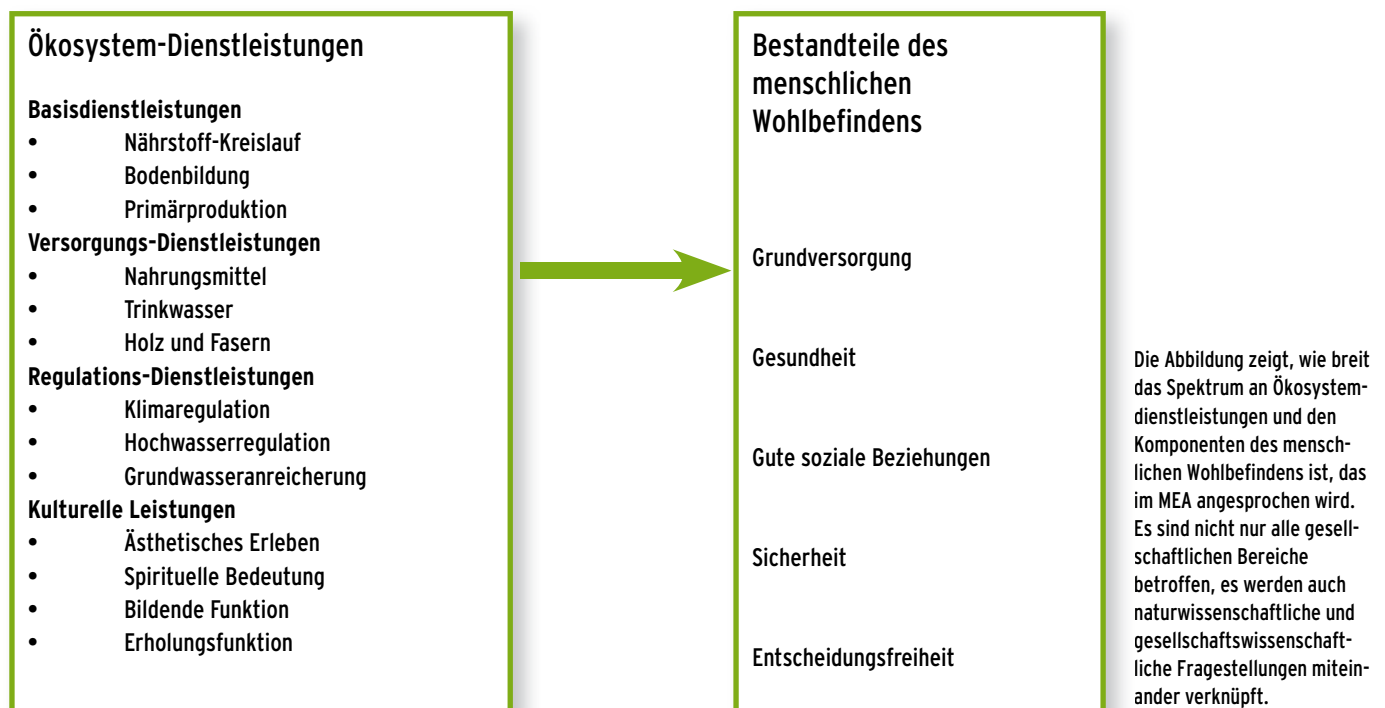 Ökosystem-Dienstleistungen
Basisdienstleistungen
• Nährstoff-Kreislauf
• Bodenbildung
• Primärproduktion
Versorgungs-Dienstleistungen
• Nahrungsmittel
• Trinkwasser
• Holz und Fasern
Regulations-Dienstleistungen
• Klimaregulation
• Hochwasserregulation
• Grundwasseranreicherung
Kulturelle Leistungen
• Ästhetisches Erleben
• Spirituelle Bedeutung
• Bildende Funktion
• Erholungsfunktion
Bestandteile des
menschlichen
Wohlbefindens
Grundversorgung
Gesundheit
Gute soziale Beziehungen
Sicherheit
Entscheidungsfreiheit
Die Abbildung zeigt, wie breit
das Spektrum an Ökosystem-
dienstleistungen und den
Komponenten des mensch-
lichen Wohlbefindens ist, das
im MEA angesprochen wird.
Es sind nicht nur alle gesell-
schaftlichen Bereiche
betroffen, es werden auch
naturwissenschaftliche und
gesellschaftswissenschaft-
liche Fragestellungen mitein-
ander verknüpft.